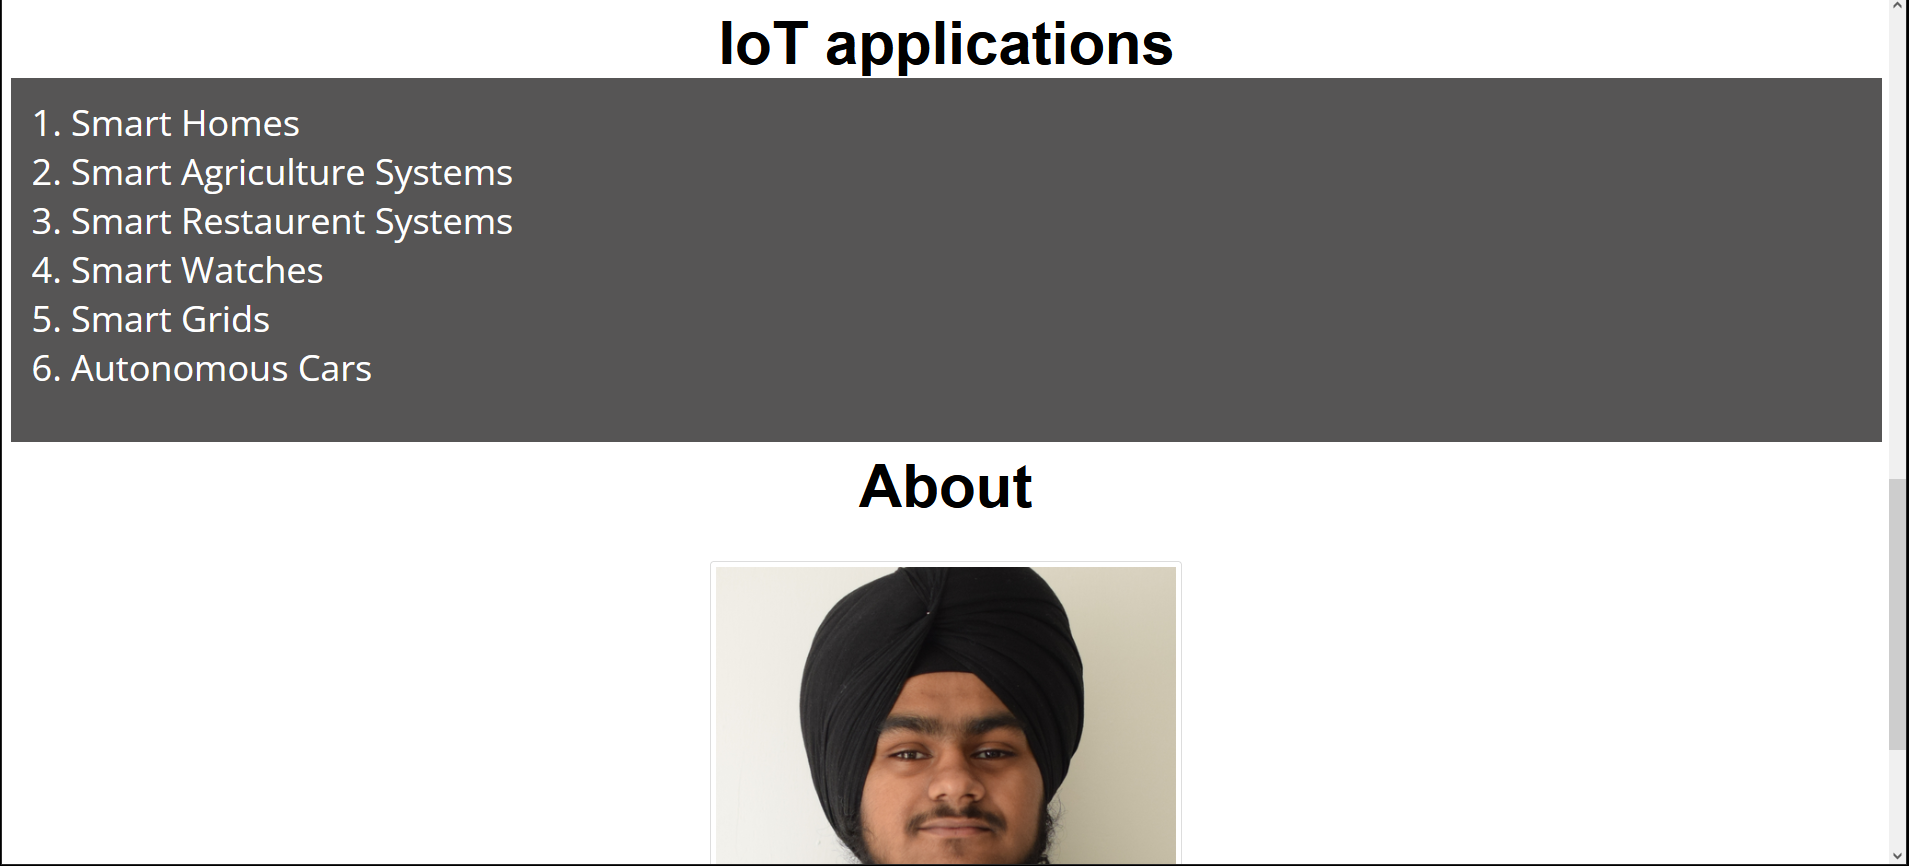 IoT applications
1. Smart Homes
2. Smart Agriculture Systems
3. Smart Restaurent Systems
4. Smart Watches
5. Smart Grids
6. Autonomous Cars
About